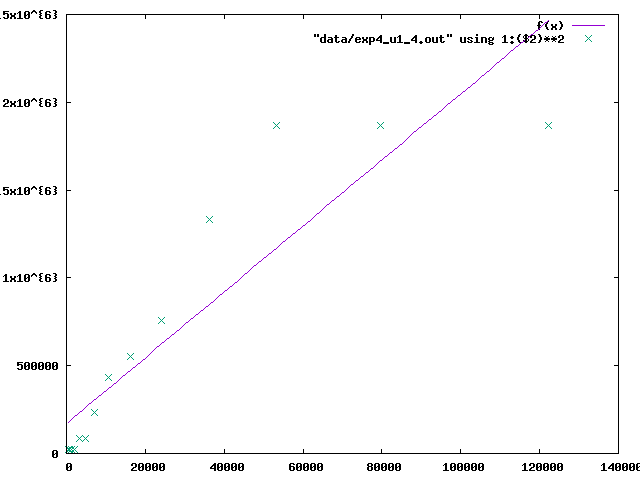 .5x10^{6}
f(x)
"data/exp4_u1_4.out" using 1:($2)**2
2x10^{6}
.5x10^{6}
1x10^{6}
500000
0
0 20000 40000 60000 80000 100000 120000 14000